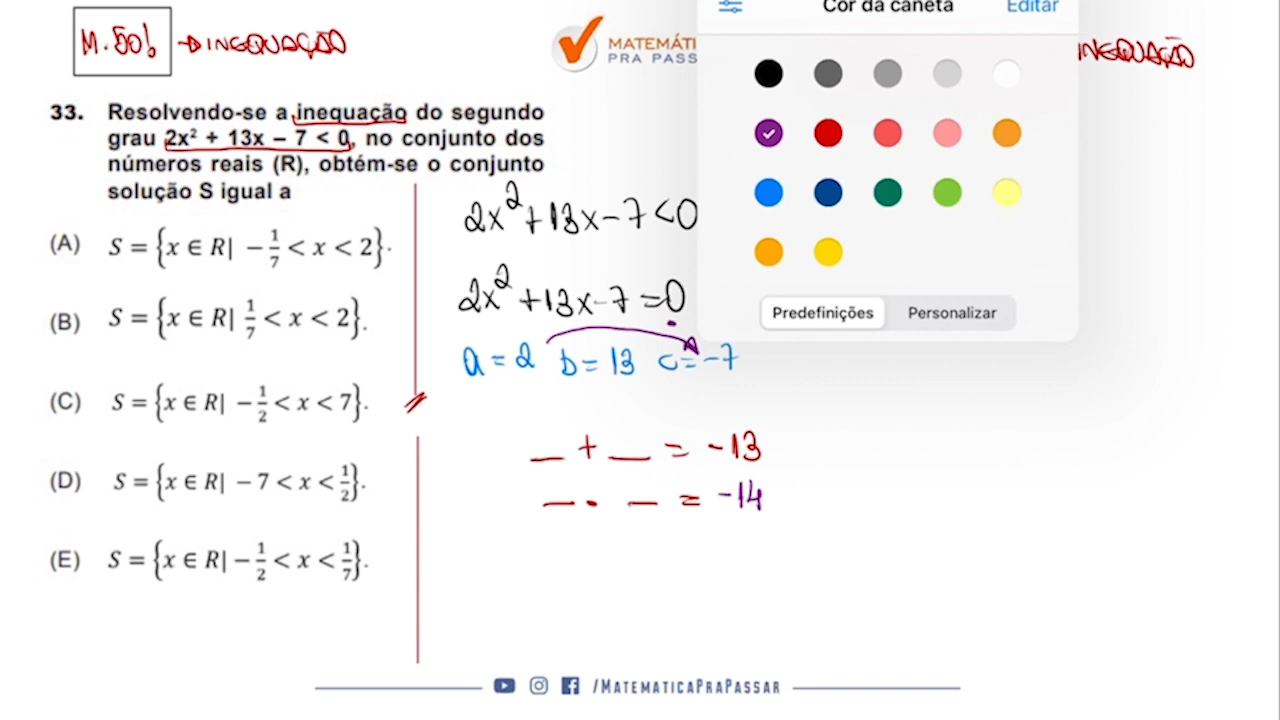 M.50! → INEQUAÇÃO
MATEMÁTI
PRA PASS
Cor da caneta
Editar
INEQUAÇÃO
33. Resolvendo-se a inequação do segundo
grau 2x² + 13x – 7 < 0, no conjunto dos
números reais (R), obtém-se o conjunto
solução S igual a
(A) S = {x ∈ R| −1/7 < x < 2}.
(B) S = {x ∈ R| 1/7 < x < 2}.
(C) S = {x ∈ R| −1/2 < x < 7}.
(D) S = {x ∈ R| − 7 < x < 1/2}.
(E) S = {x ∈ R| −1/2 < x < 1/7}.
2x²+13x-7<0
2x²+13x-7=0
a=2 b=13 c=-7
_ + _ = -13
_ . _ = -14
Predefinições
Personalizar
/MatematicaPraPassar